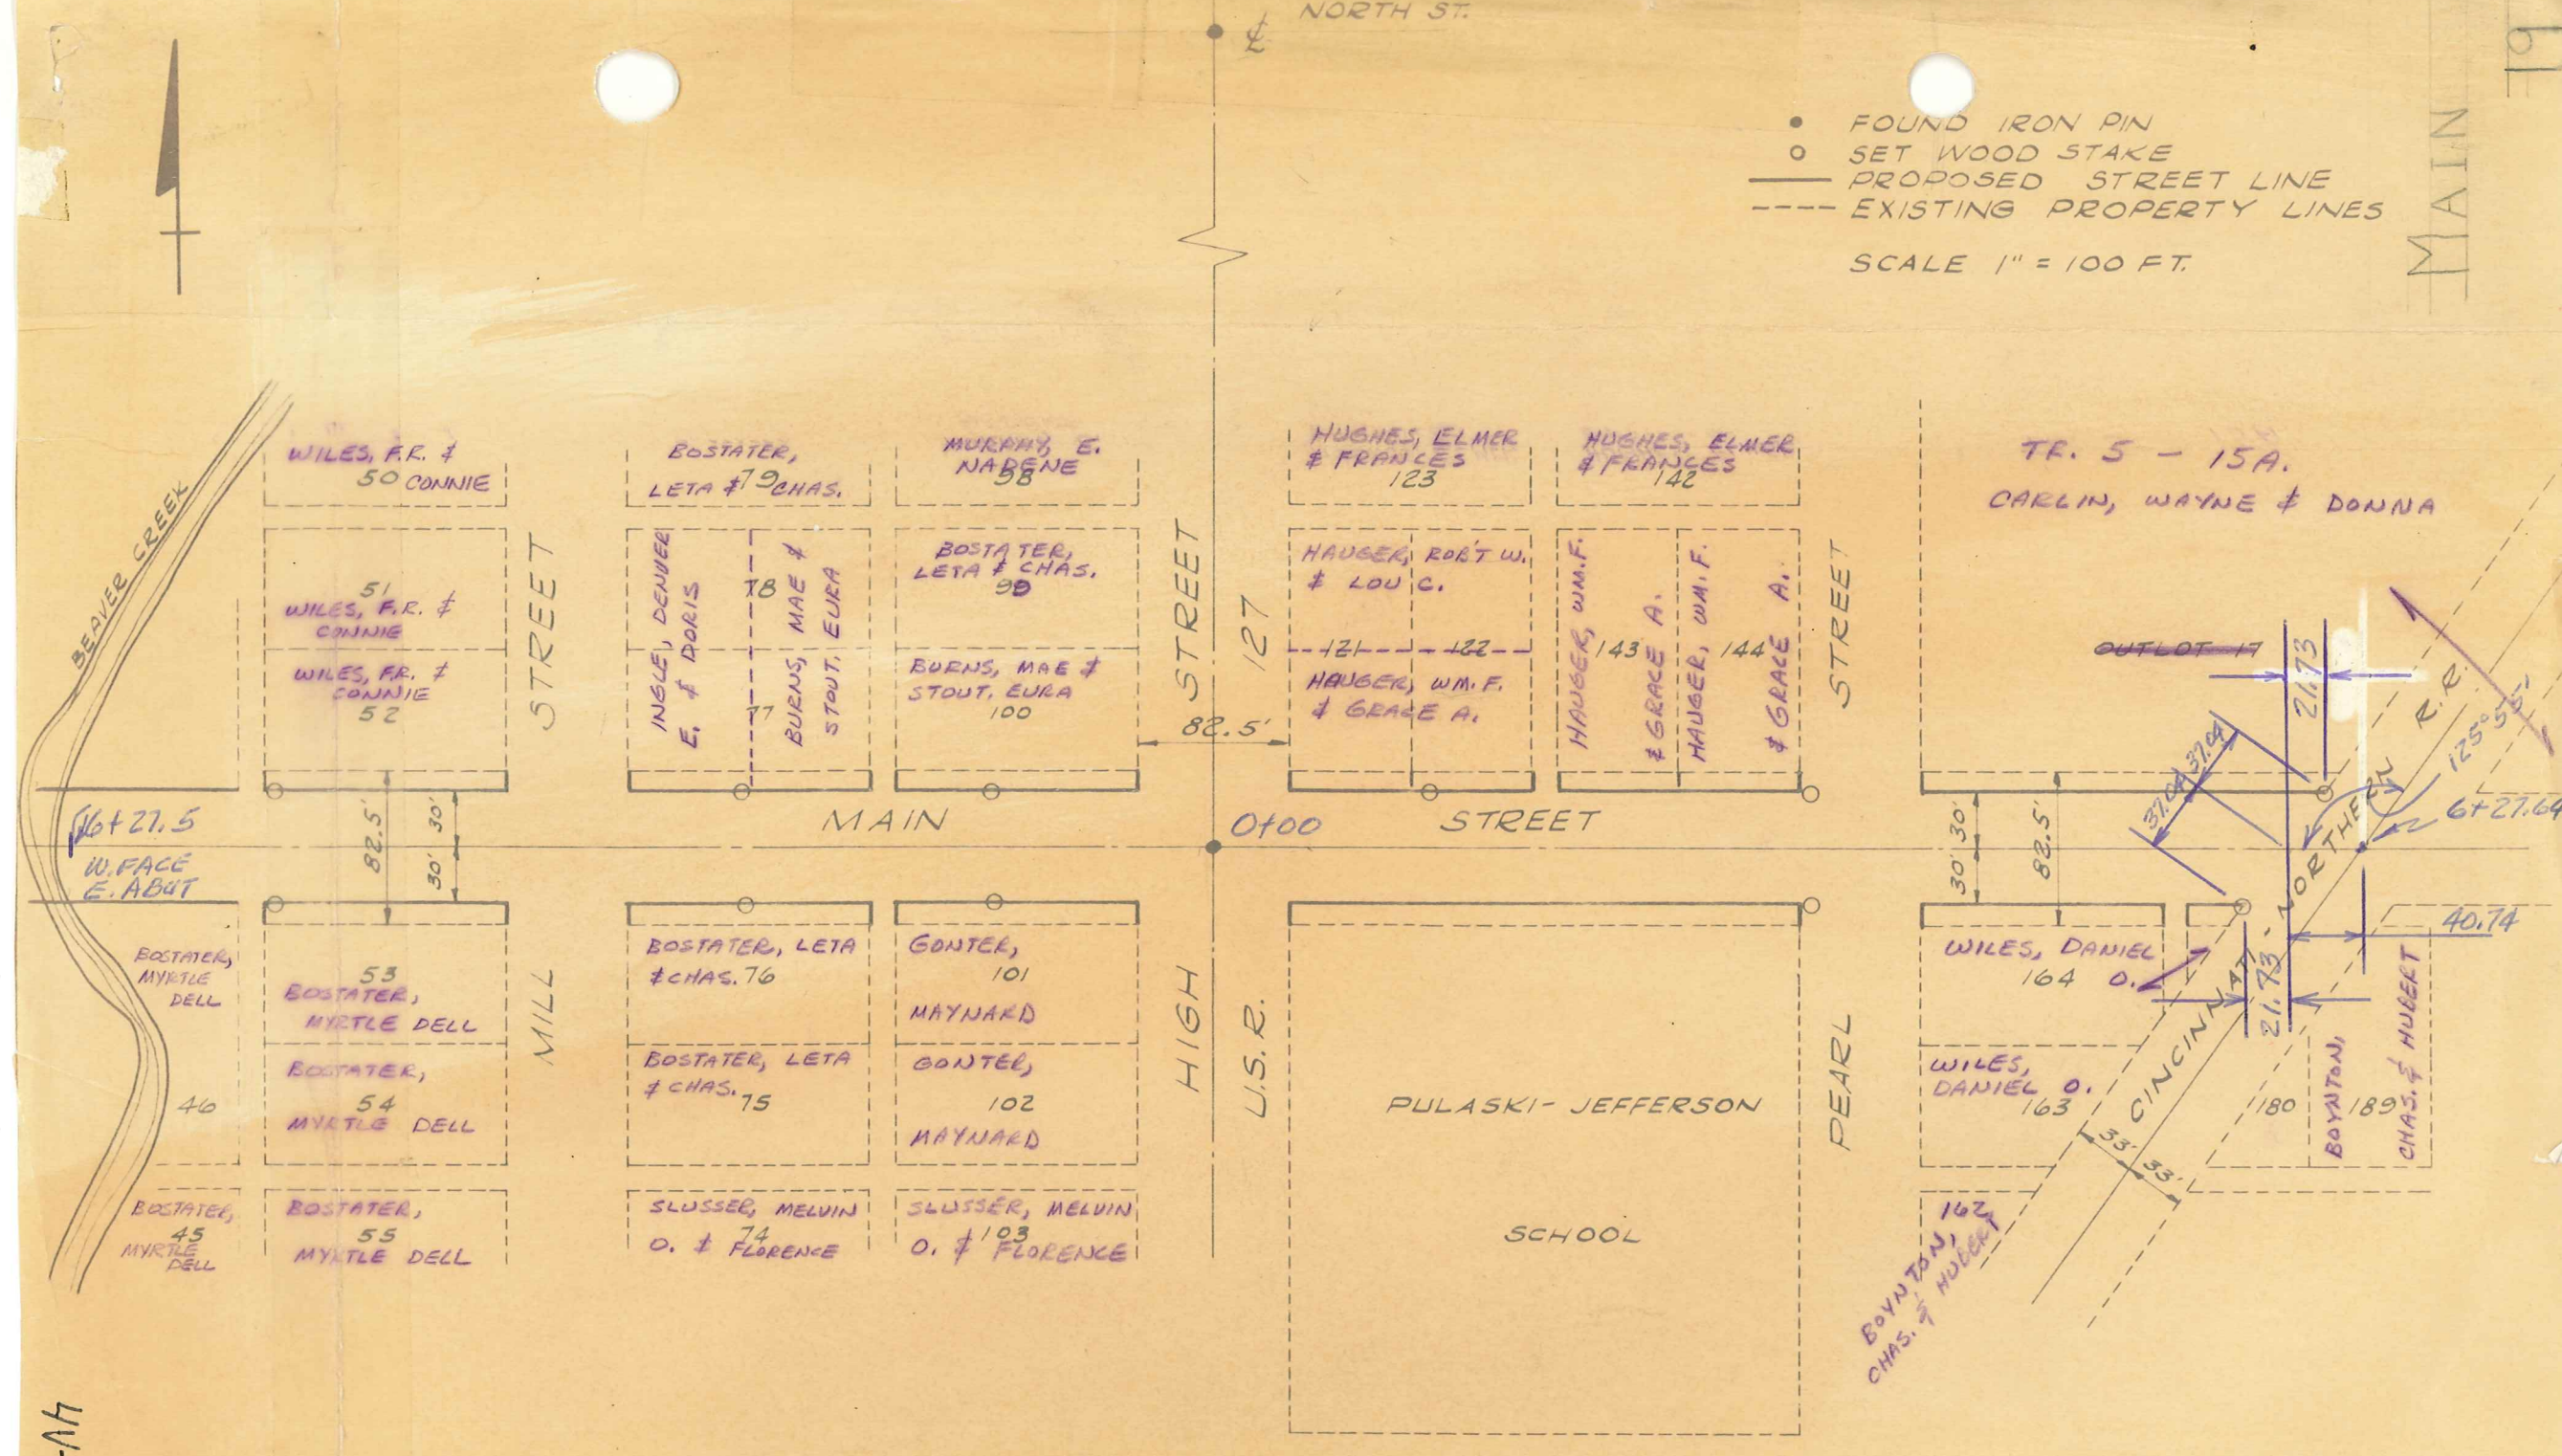 NORTH ST.
℄
19
MAIN
FOUND IRON PIN
SET WOOD STAKE
PROPOSED STREET LINE
EXISTING PROPERTY LINES
SCALE 1" = 100 FT.
BEAVER CREEK
WILES, F.R. &
50 CONNIE
BOSTATER,
LETA & 79 CHAS.
MURPHY, E.
NADENE
98
HUGHES, ELMER
& FRANCES
123
HUGHES, ELMER
& FRANCES
142
TR. 5 - 15A.
CARLIN, WAYNE & DONNA
51
WILES, F.R. &
CONNIE
WILES, F.R. &
CONNIE
52
STREET
INGLE, DENVER
E. & DORIS
78
77
BURNS, MAE &
STOUT, EURA
BOSTATER,
LETA & CHAS.
99
BURNS, MAE &
STOUT, EURA
100
STREET
127
82.5'
HAUGER, ROB'T W.
& LOU C.
121
122
HAUGER, WM. F.
& GRACE A.
HAUGER, WM.F.
143
& GRACE A.
HAUGER, WM. F.
144
& GRACE A.
STREET
OUTLOT 17
21.73
R.R.
125°55'
37.04
37.04
6+27.64
6+27.5
W. FACE
E. ABUT
82.5'
30'
30'
MAIN
0+00
STREET
30'
30'
82.5'
NORTHERN
40.74
BOSTATER,
MYRTLE
DELL
46
53
BOSTATER,
MYRTLE DELL
BOSTATER,
54
MYRTLE DELL
MILL
BOSTATER, LETA
& CHAS. 76
BOSTATER, LETA
& CHAS.
75
GONTER,
101
MAYNARD
GONTER,
102
MAYNARD
HIGH
U.S.R.
PULASKI-JEFFERSON
SCHOOL
PEARL
WILES, DANIEL
164 O.
WILES,
DANIEL O.
163
CINCINNATI -
21.73
33'
33'
180
BOYNTON,
189
CHAS. & HUBERT
BOSTATER,
45
MYRTLE
DELL
BOSTATER,
55
MYRTLE DELL
SLUSSER, MELVIN
74
O. & FLORENCE
SLUSSER, MELVIN
103
O. & FLORENCE
162
BOYNTON,
CHAS. & HUBERT